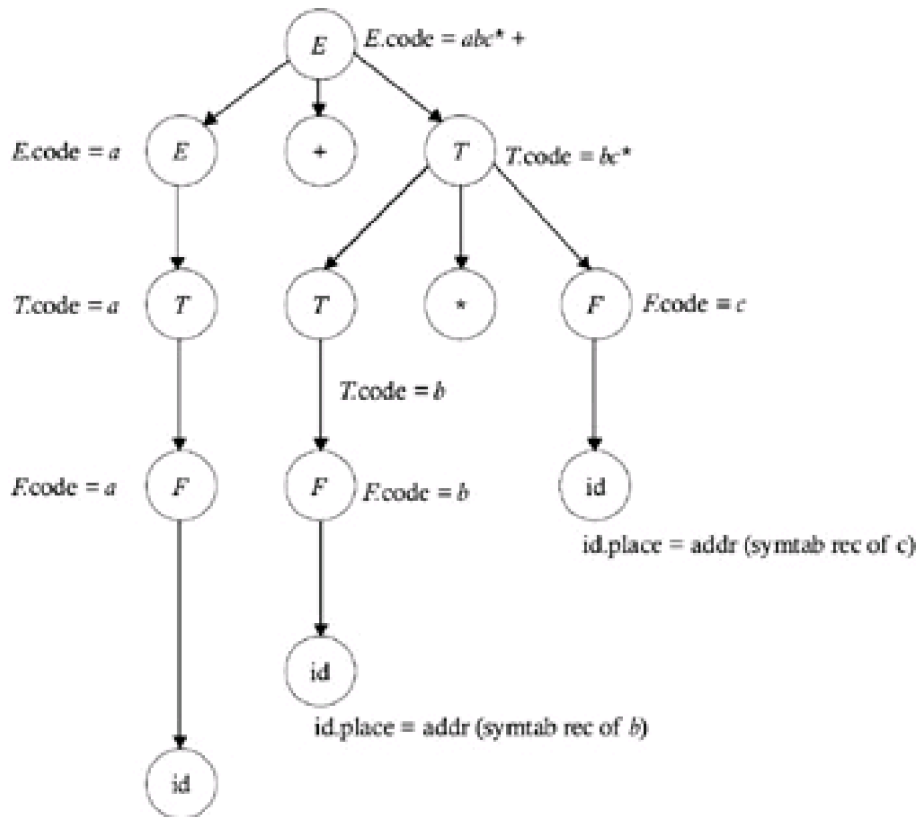 E E.code = abc* +
E.code = a E + T T.code = bc*
T.code = a T T * F F.code = c
T.code = b
F.code = a F F F.code = b id
id.place = addr (symtab rec of c)
id
id.place = addr (symtab rec of b)
id